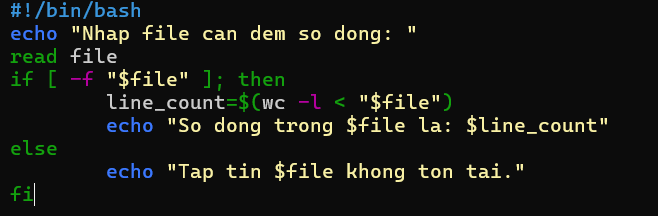 #!/bin/bash
echo "Nhap file can dem so dong: "
read file
if [ -f "$file" ]; then
        line_count=$(wc -l < "$file")
        echo "So dong trong $file la: $line_count"
else
        echo "Tap tin $file khong ton tai."
fi